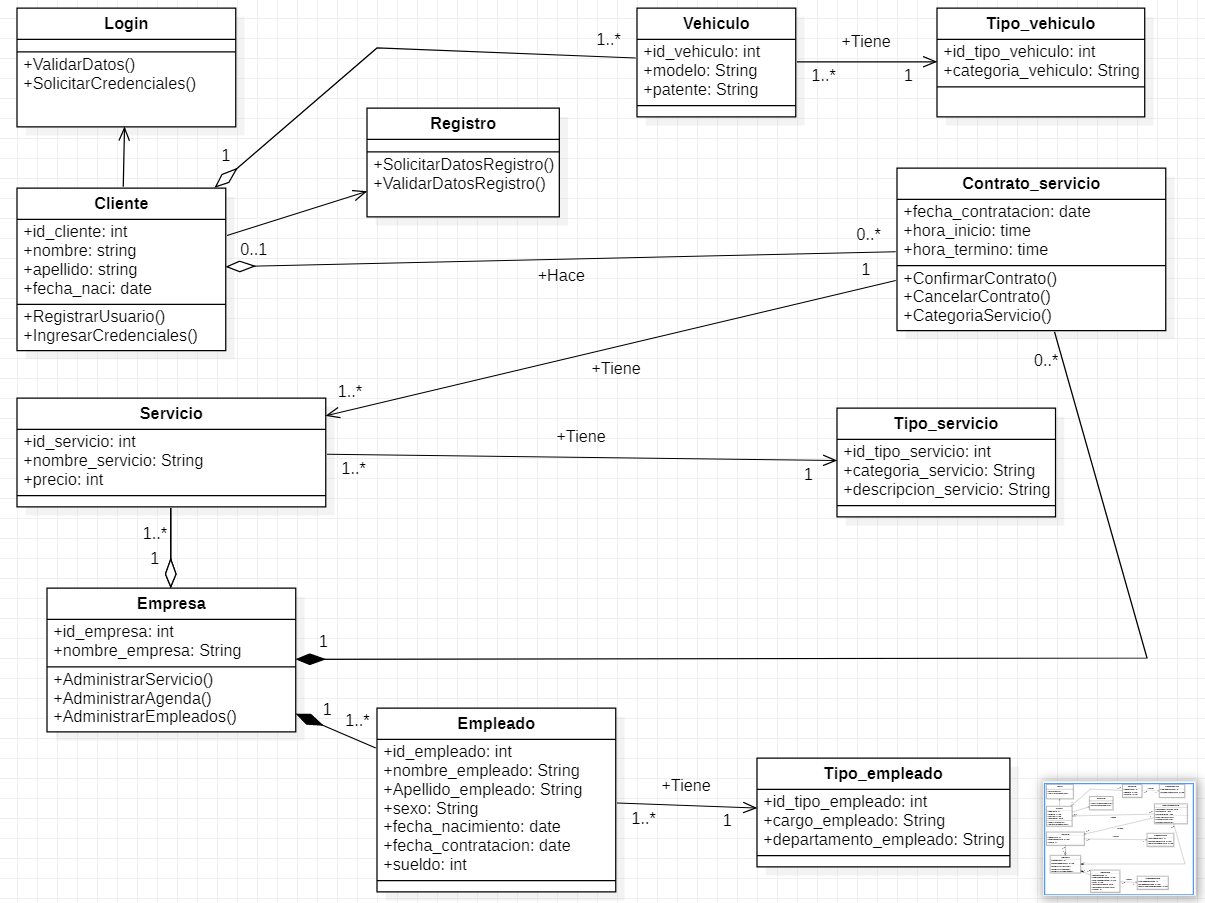 Login
+ValidarDatos()
+SolicitarCredenciales()
1..*
Vehiculo
+id_vehiculo: int
+modelo: String
+patente: String
+Tiene
1..*
1
Tipo_vehiculo
+id_tipo_vehiculo: int
+categoria_vehiculo: String
1
Registro
+SolicitarDatosRegistro()
+ValidarDatosRegistro()
Cliente
+id_cliente: int
+nombre: string
+apellido: string
+fecha_naci: date
+RegistrarUsuario()
+IngresarCredenciales()
0..1
+Hace
0..*
1
Contrato_servicio
+fecha_contratacion: date
+hora_inicio: time
+hora_termino: time
+ConfirmarContrato()
+CancelarContrato()
+CategoriaServicio()
0..*
+Tiene
1..*
Servicio
+id_servicio: int
+nombre_servicio: String
+precio: int
+Tiene
1..*
1
Tipo_servicio
+id_tipo_servicio: int
+categoria_servicio: String
+descripcion_servicio: String
1..*
1
Empresa
+id_empresa: int
+nombre_empresa: String
+AdministrarServicio()
+AdministrarAgenda()
+AdministrarEmpleados()
1
1
1..*
Empleado
+id_empleado: int
+nombre_empleado: String
+Apellido_empleado: String
+sexo: String
+fecha_nacimiento: date
+fecha_contratacion: date
+sueldo: int
+Tiene
1..*
1
Tipo_empleado
+id_tipo_empleado: int
+cargo_empleado: String
+departamento_empleado: String